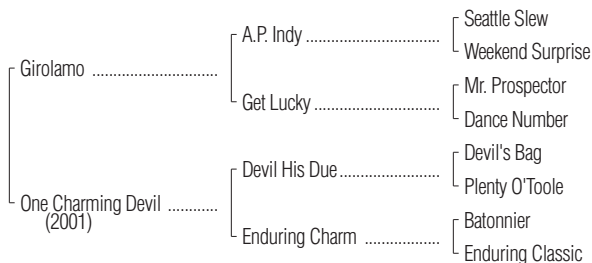 Seattle Slew
A.P. Indy ........................................
Weekend Surprise
Girolamo .....................................
Mr. Prospector
Get Lucky......................................
Dance Number
Devil's Bag
Devil His Due..............................
Plenty O'Toole
One Charming Devil ...............
(2001)
Batonnier
Enduring Charm .......................
Enduring Classic